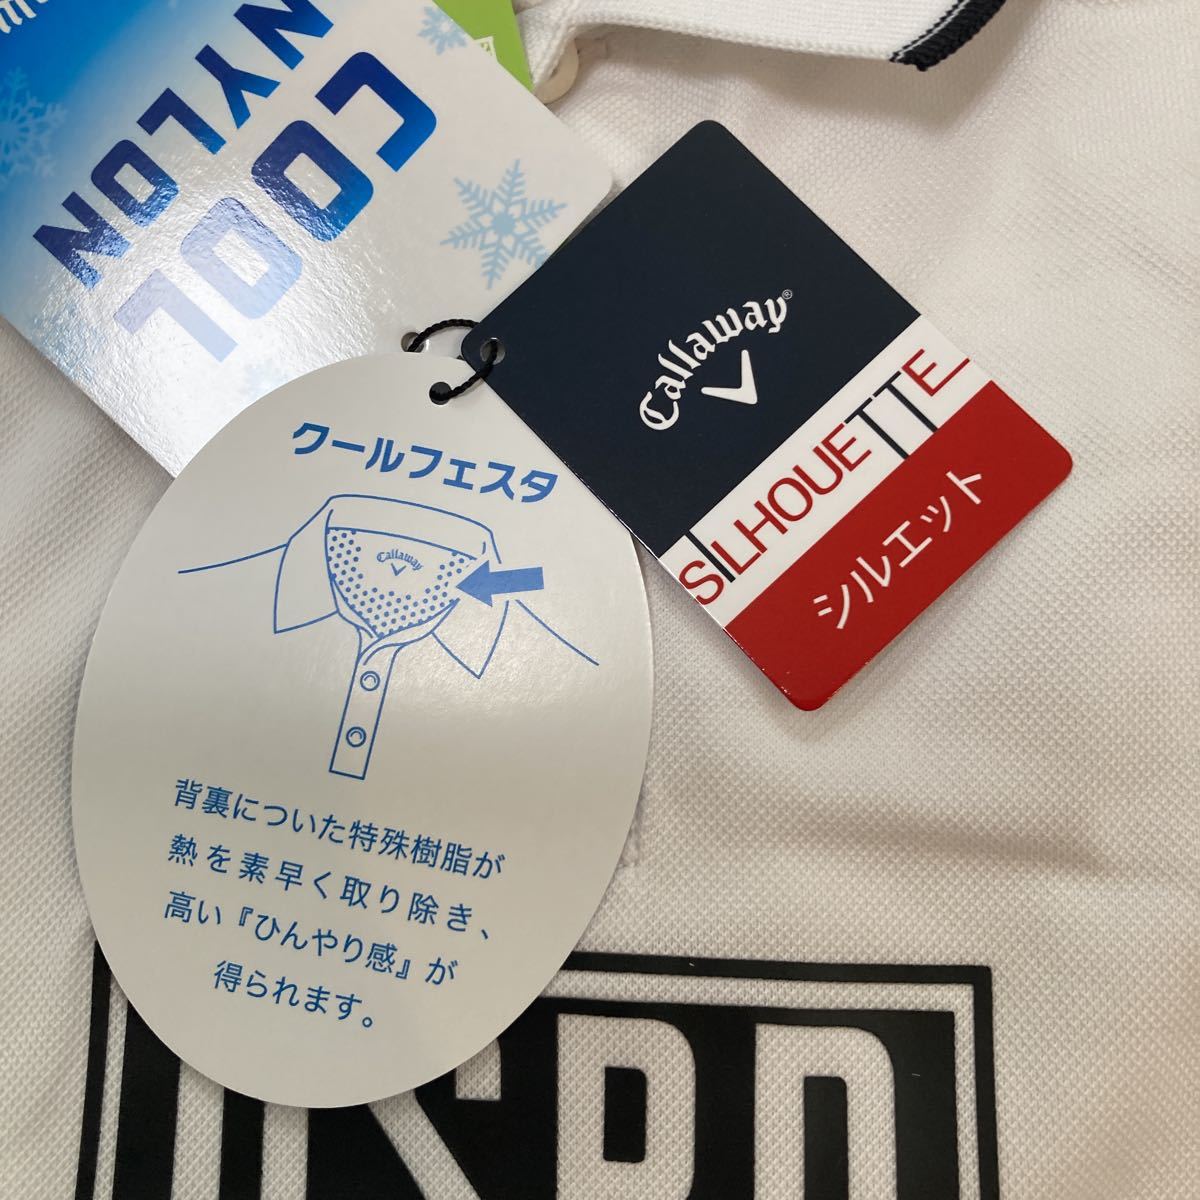 COOL
NYLON
Callaway®
SILHOUETTE
シルエット
クールフェスタ
Callaway
背裏についた特殊樹脂が
熱を素早く取り除き、
高い『ひんやり感』が
得られます。